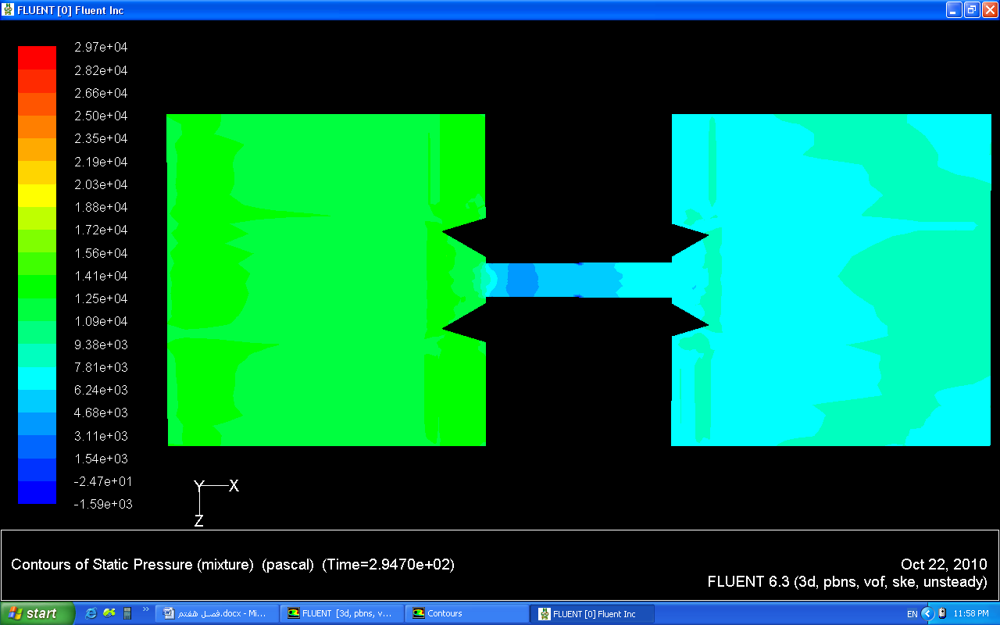 FLUENT [0] Fluent Inc
2.97e+04
2.82e+04
2.66e+04
2.50e+04
2.35e+04
2.19e+04
2.03e+04
1.88e+04
1.72e+04
1.56e+04
1.41e+04
1.25e+04
1.09e+04
9.38e+03
7.81e+03
6.24e+03
4.68e+03
3.11e+03
1.54e+03
-2.47e+01
-1.59e+03
Y X
Z
Contours of Static Pressure (mixture) (pascal) (Time=2.9470e+02)
Oct 22, 2010
FLUENT 6.3 (3d, pbns, vof, ske, unsteady)
start
فصل هفتم.docx - Mi...
FLUENT [3d, pbns, v...
Contours
FLUENT [0] Fluent Inc
EN
11:58 PM